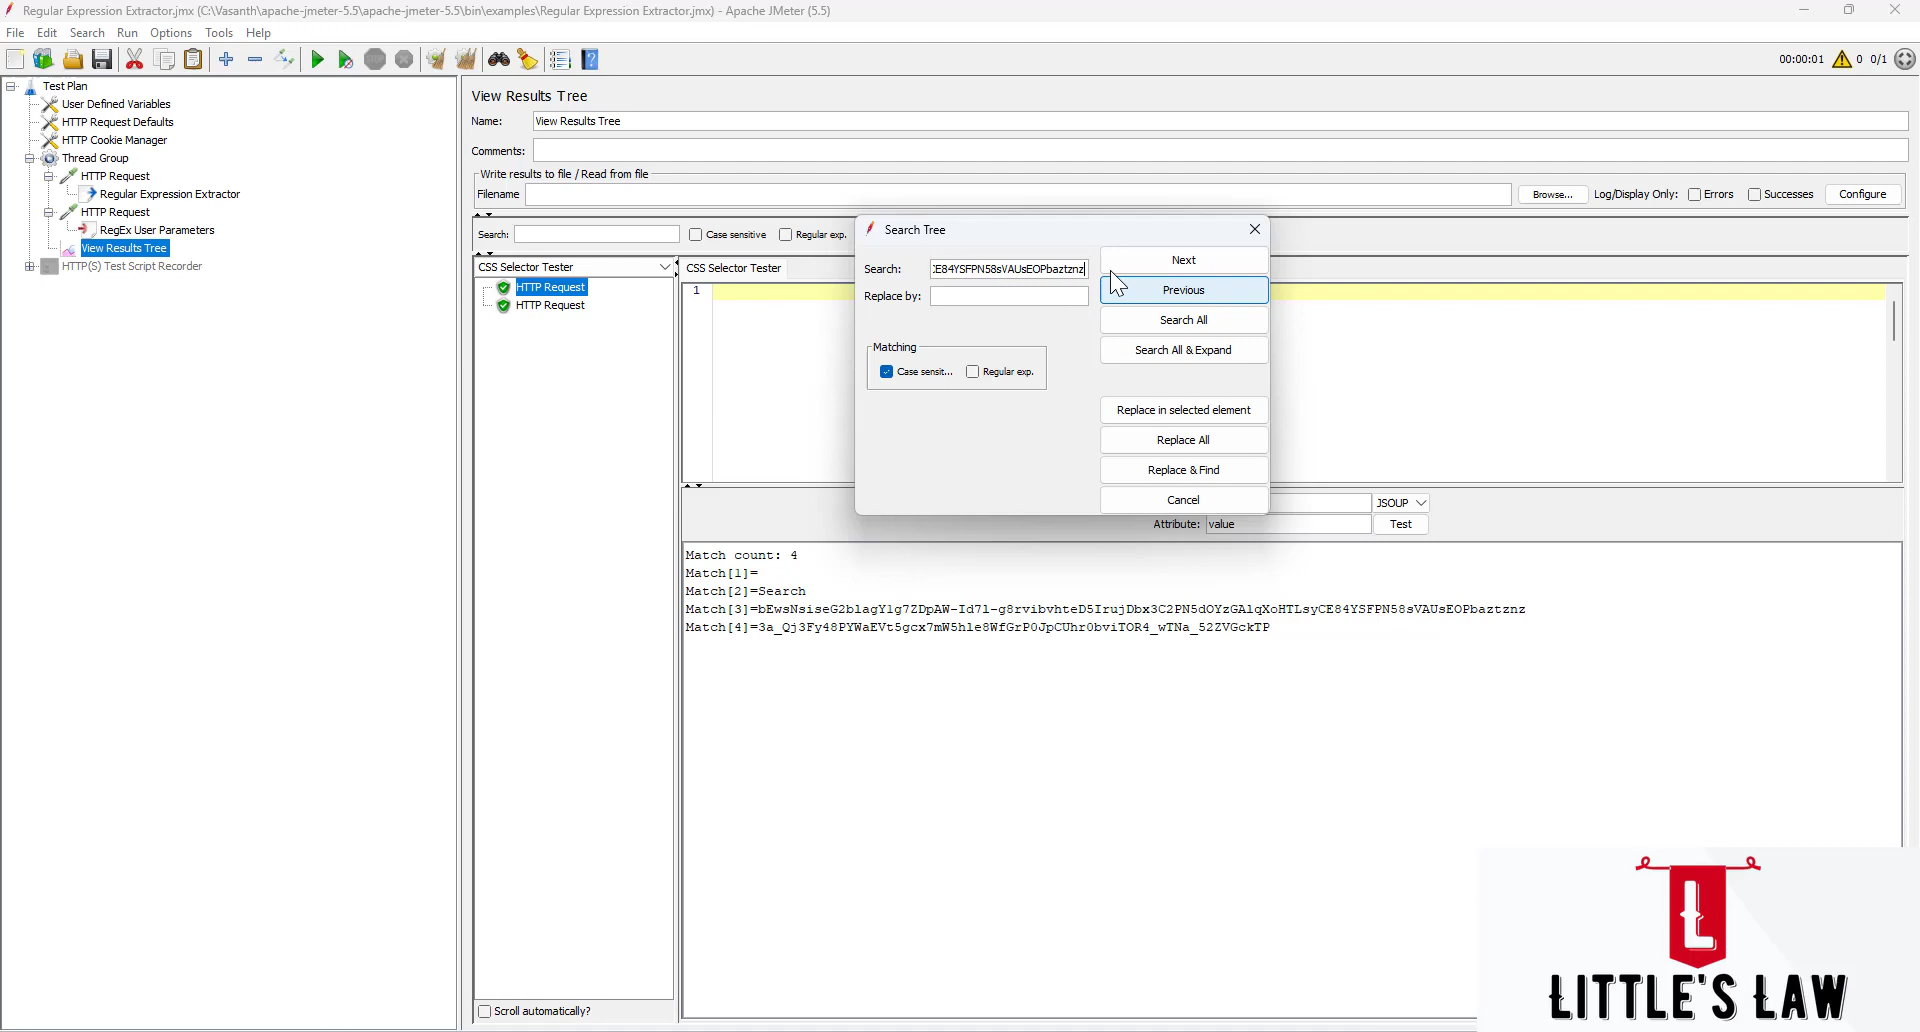 Regular Expression Extractor.jmx (C:\Vasanth\apache-jmeter-5.5\apache-jmeter-5.5\bin\examples\Regular Expression Extractor.jmx) - Apache JMeter (5.5)
File Edit Search Run Options Tools Help
00:00:01 0 0/1
Test Plan
User Defined Variables
HTTP Request Defaults
HTTP Cookie Manager
Thread Group
HTTP Request
Regular Expression Extractor
HTTP Request
RegEx User Parameters
View Results Tree
HTTP(S) Test Script Recorder
View Results Tree
Name: View Results Tree
Comments:
Write results to file / Read from file
Filename Browse... Log/Display Only: Errors Successes Configure
Search: Case sensitive Regular exp.
CSS Selector Tester
HTTP Request
HTTP Request
Scroll automatically?
CSS Selector Tester
1
Search Tree
Search: CE84YSFPN58sVAUsEOPbaztznz
Replace by:
Matching
Case sensit... Regular exp.
Next
Previous
Search All
Search All & Expand
Replace in selected element
Replace All
Replace & Find
Cancel
JSOUP
Attribute: value Test
Match count: 4
Match[1]=
Match[2]=Search
Match[3]=bEwsNsiseG2blagY1g7ZDpAW-Id7l-g8rvibvhteD5IrujDbx3C2PN5dOYzGAlqXoHTLsyCE84YSFPN58sVAUsEOPbaztznz
Match[4]=3a_Qj3Fy48PYWaEVt5gcx7mW5hle8WfGrP0JpCUhr0bviTOR4_wTNa_52ZVGckTP
L
LITTLE'S LAW